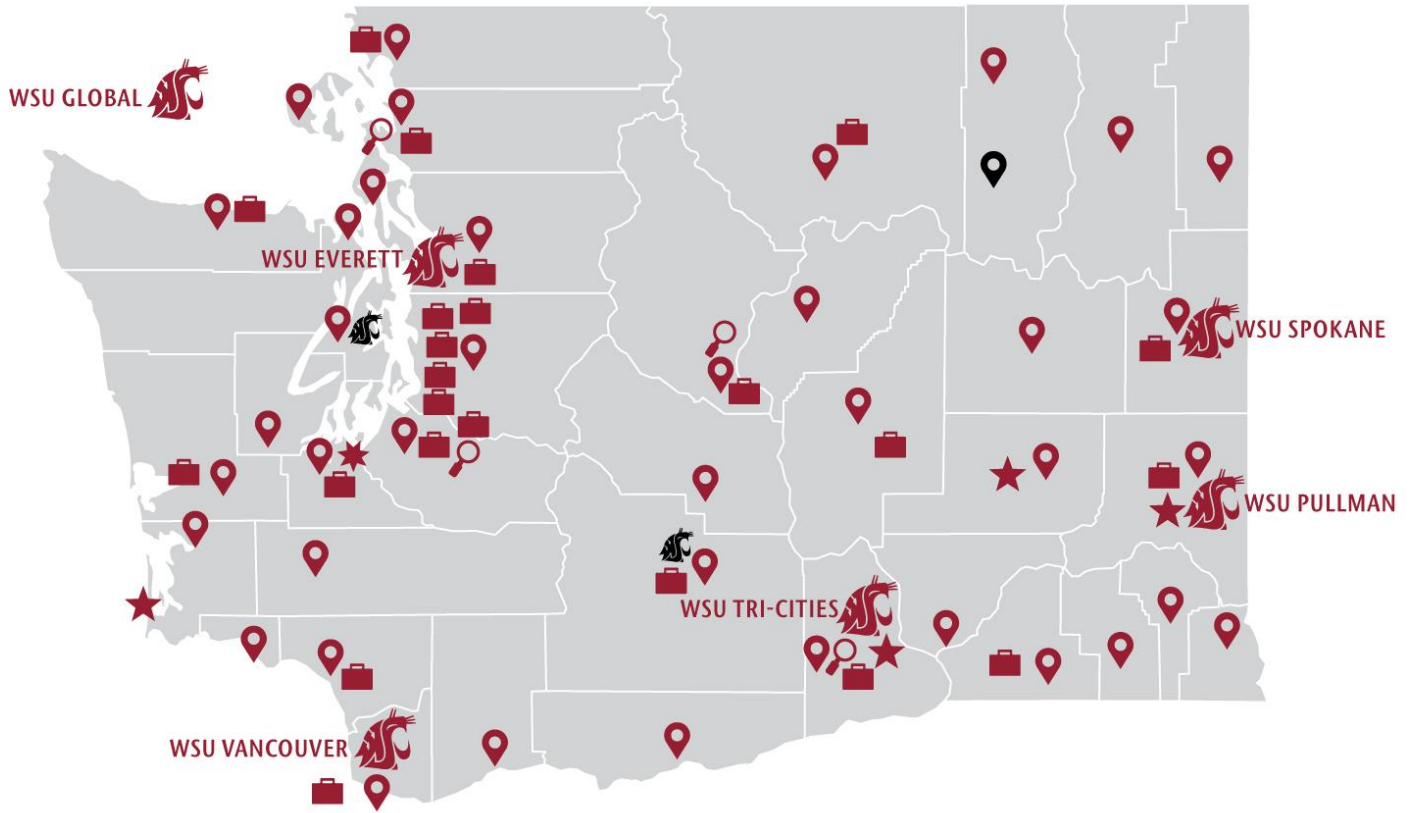 WSU GLOBAL
WSU EVERETT
WSU SPOKANE
WSU PULLMAN
WSU TRI-CITIES
WSU VANCOUVER